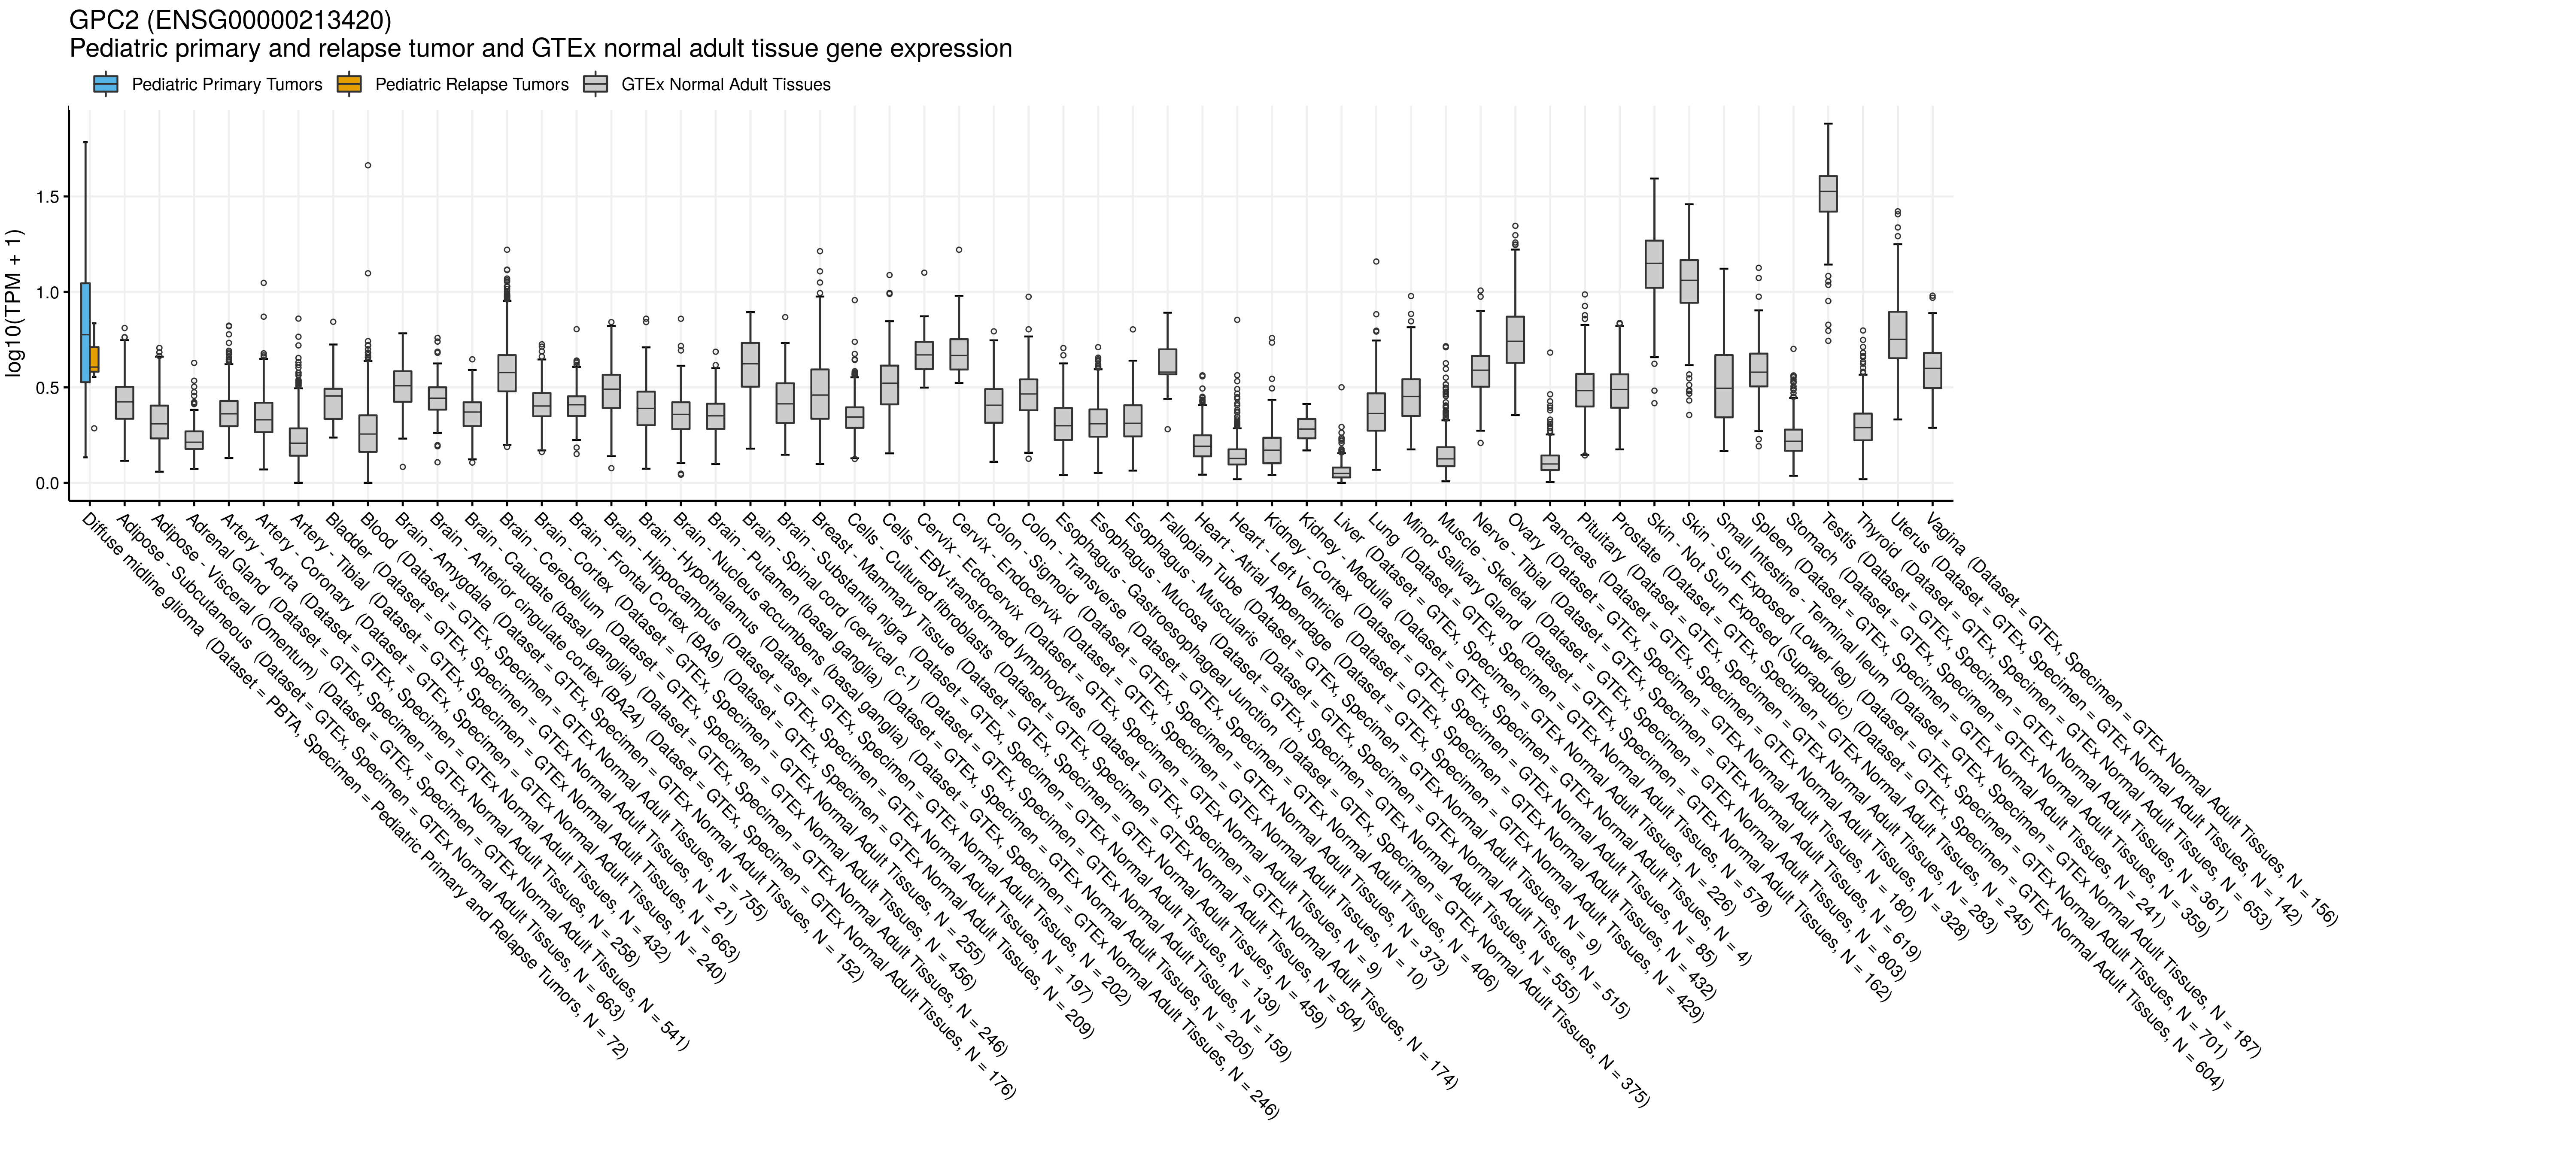 GPC2 (ENSG00000213420)
Pediatric primary and relapse tumor and GTEx normal adult tissue gene expression
Pediatric Primary Tumors
Pediatric Relapse Tumors
GTEx Normal Adult Tissues
log10(TPM + 1)
1.5
1.0
0.5
0.0
Diffuse midline glioma (Dataset = PBTA, Specimen = Pediatric Primary and Relapse Tumors, N = 72)
Adipose - Subcutaneous (Dataset = GTEx, Specimen = GTEx Normal Adult Tissues, N = 663)
Adipose - Visceral (Omentum) (Dataset = GTEx, Specimen = GTEx Normal Adult Tissues, N = 541)
Adrenal Gland (Dataset = GTEx, Specimen = GTEx Normal Adult Tissues, N = 258)
Artery - Aorta (Dataset = GTEx, Specimen = GTEx Normal Adult Tissues, N = 432)
Artery - Coronary (Dataset = GTEx, Specimen = GTEx Normal Adult Tissues, N = 240)
Artery - Tibial (Dataset = GTEx, Specimen = GTEx Normal Adult Tissues, N = 663)
Bladder (Dataset = GTEx, Specimen = GTEx Normal Adult Tissues, N = 21)
Blood (Dataset = GTEx, Specimen = GTEx Normal Adult Tissues, N = 755)
Brain - Amygdala (Dataset = GTEx, Specimen = GTEx Normal Adult Tissues, N = 152)
Brain - Anterior cingulate cortex (BA24) (Dataset = GTEx, Specimen = GTEx Normal Adult Tissues, N = 176)
Brain - Caudate (basal ganglia) (Dataset = GTEx, Specimen = GTEx Normal Adult Tissues, N = 246)
Brain - Cerebellum (Dataset = GTEx, Specimen = GTEx Normal Adult Tissues, N = 456)
Brain - Cortex (Dataset = GTEx, Specimen = GTEx Normal Adult Tissues, N = 255)
Brain - Frontal Cortex (BA9) (Dataset = GTEx, Specimen = GTEx Normal Adult Tissues, N = 209)
Brain - Hippocampus (Dataset = GTEx, Specimen = GTEx Normal Adult Tissues, N = 197)
Brain - Hypothalamus (Dataset = GTEx, Specimen = GTEx Normal Adult Tissues, N = 202)
Brain - Nucleus accumbens (basal ganglia) (Dataset = GTEx, Specimen = GTEx Normal Adult Tissues, N = 246)
Brain - Putamen (basal ganglia) (Dataset = GTEx, Specimen = GTEx Normal Adult Tissues, N = 205)
Brain - Spinal cord (cervical c-1) (Dataset = GTEx, Specimen = GTEx Normal Adult Tissues, N = 159)
Brain - Substantia nigra (Dataset = GTEx, Specimen = GTEx Normal Adult Tissues, N = 139)
Breast - Mammary Tissue (Dataset = GTEx, Specimen = GTEx Normal Adult Tissues, N = 459)
Cells - Cultured fibroblasts (Dataset = GTEx, Specimen = GTEx Normal Adult Tissues, N = 504)
Cells - EBV-transformed lymphocytes (Dataset = GTEx, Specimen = GTEx Normal Adult Tissues, N = 174)
Cervix - Ectocervix (Dataset = GTEx, Specimen = GTEx Normal Adult Tissues, N = 9)
Cervix - Endocervix (Dataset = GTEx, Specimen = GTEx Normal Adult Tissues, N = 10)
Colon - Sigmoid (Dataset = GTEx, Specimen = GTEx Normal Adult Tissues, N = 373)
Colon - Transverse (Dataset = GTEx, Specimen = GTEx Normal Adult Tissues, N = 406)
Esophagus - Gastroesophageal Junction (Dataset = GTEx, Specimen = GTEx Normal Adult Tissues, N = 375)
Esophagus - Mucosa (Dataset = GTEx, Specimen = GTEx Normal Adult Tissues, N = 555)
Esophagus - Muscularis (Dataset = GTEx, Specimen = GTEx Normal Adult Tissues, N = 515)
Fallopian Tube (Dataset = GTEx, Specimen = GTEx Normal Adult Tissues, N = 9)
Heart - Atrial Appendage (Dataset = GTEx, Specimen = GTEx Normal Adult Tissues, N = 429)
Heart - Left Ventricle (Dataset = GTEx, Specimen = GTEx Normal Adult Tissues, N = 432)
Kidney - Cortex (Dataset = GTEx, Specimen = GTEx Normal Adult Tissues, N = 85)
Kidney - Medulla (Dataset = GTEx, Specimen = GTEx Normal Adult Tissues, N = 4)
Liver (Dataset = GTEx, Specimen = GTEx Normal Adult Tissues, N = 226)
Lung (Dataset = GTEx, Specimen = GTEx Normal Adult Tissues, N = 578)
Minor Salivary Gland (Dataset = GTEx, Specimen = GTEx Normal Adult Tissues, N = 162)
Muscle - Skeletal (Dataset = GTEx, Specimen = GTEx Normal Adult Tissues, N = 803)
Nerve - Tibial (Dataset = GTEx, Specimen = GTEx Normal Adult Tissues, N = 619)
Ovary (Dataset = GTEx, Specimen = GTEx Normal Adult Tissues, N = 180)
Pancreas (Dataset = GTEx, Specimen = GTEx Normal Adult Tissues, N = 328)
Pituitary (Dataset = GTEx, Specimen = GTEx Normal Adult Tissues, N = 283)
Prostate (Dataset = GTEx, Specimen = GTEx Normal Adult Tissues, N = 245)
Skin - Not Sun Exposed (Suprapubic) (Dataset = GTEx, Specimen = GTEx Normal Adult Tissues, N = 604)
Skin - Sun Exposed (Lower leg) (Dataset = GTEx, Specimen = GTEx Normal Adult Tissues, N = 701)
Small Intestine - Terminal Ileum (Dataset = GTEx, Specimen = GTEx Normal Adult Tissues, N = 187)
Spleen (Dataset = GTEx, Specimen = GTEx Normal Adult Tissues, N = 241)
Stomach (Dataset = GTEx, Specimen = GTEx Normal Adult Tissues, N = 359)
Testis (Dataset = GTEx, Specimen = GTEx Normal Adult Tissues, N = 361)
Thyroid (Dataset = GTEx, Specimen = GTEx Normal Adult Tissues, N = 653)
Uterus (Dataset = GTEx, Specimen = GTEx Normal Adult Tissues, N = 142)
Vagina (Dataset = GTEx, Specimen = GTEx Normal Adult Tissues, N = 156)